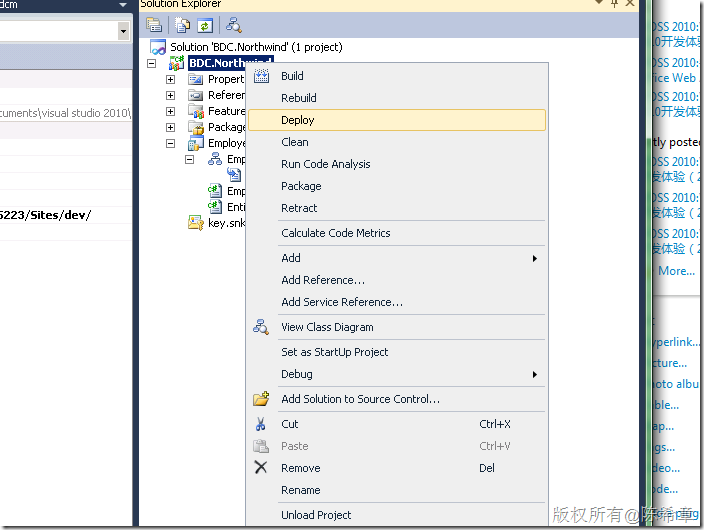 dcm
Solution Explorer
Solution 'BDC.Northwind' (1 project)
BDC.Northwind
Propert
Referen
Feature
Package
Employe
Emp
Emp
Enti
key.snk
cuments\visual studio 2010\
5223/Sites/dev/
Build
Rebuild
Deploy
Clean
Run Code Analysis
Package
Retract
Calculate Code Metrics
Add
Add Reference...
Add Service Reference...
View Class Diagram
Set as StartUp Project
Debug
Add Solution to Source Control...
Cut Ctrl+X
Paste Ctrl+V
Remove Del
Rename
Unload Project
OSS 2010:
0开发体验
ffice Web
OSS 2010:
0开发体验
tly posted
OSS 2010:
发体验（2
OSS 2010:
发体验（2
OSS 2010:
发体验（2
More...
yperlink...
cture...
oto albu
ble...
ap...
gs...
deo...
ode...
版权所有@陈希章